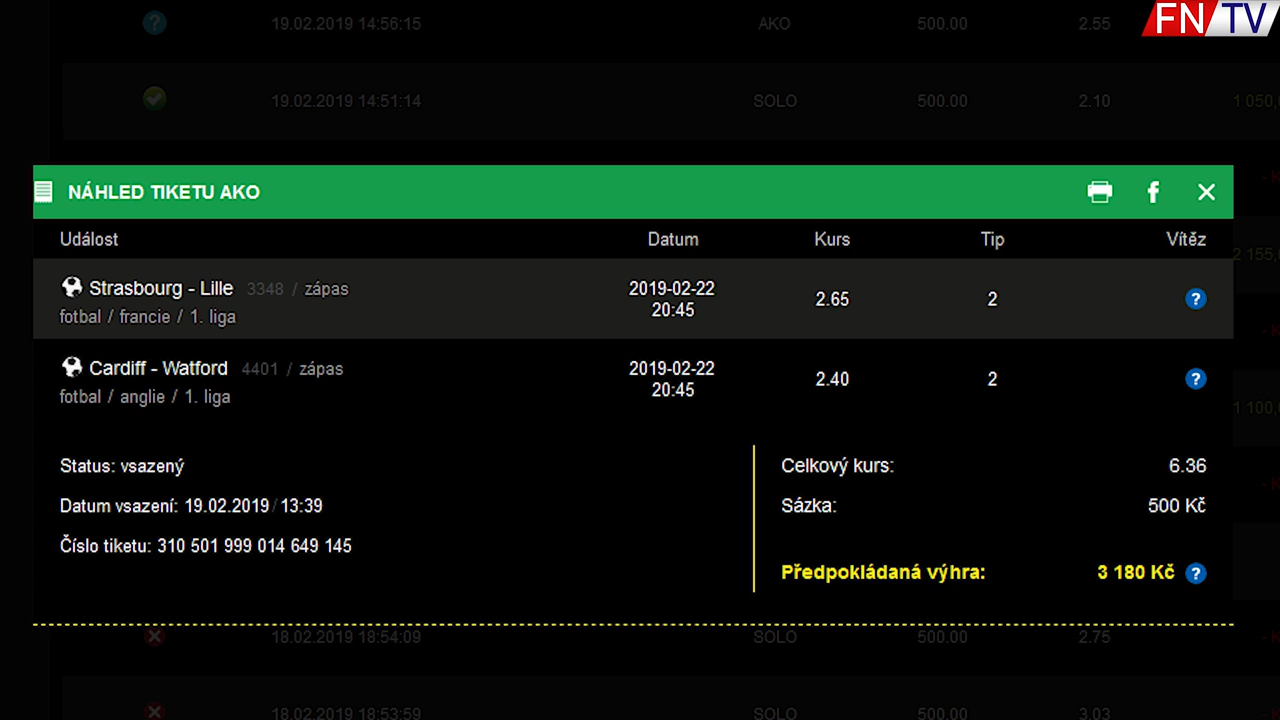 19.02.2019 14:56:15 AKO 500.00 2.55
FN/TV
19.02.2019 14:51:14 SOLO 500.00 2.10 1 050,
NÁHLED TIKETU AKO
Událost Datum Kurs Tip Vítěz
Strasbourg - Lille 3348 / zápas 2019-02-22
20:45 2.65 2
fotbal / francie / 1. liga
Cardiff - Watford 4401 / zápas 2019-02-22
20:45 2.40 2
fotbal / anglie / 1. liga
2 155,
1 100,
Status: vsazený
Datum vsazení: 19.02.2019 / 13:39
Číslo tiketu: 310 501 999 014 649 145
Celkový kurs: 6.36
Sázka: 500 Kč
Předpokládaná výhra: 3 180 Kč
18.02.2019 18:54:09 SOLO 500.00 2.75
18.02.2019 18:53:59 SOLO 500.00 3.03